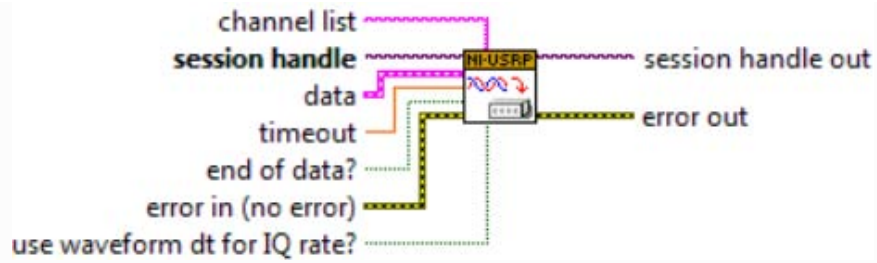 channel list
session handle
data
timeout
end of data?
error in (no error)
use waveform dt for IQ rate?
NI-USRP
session handle out
error out